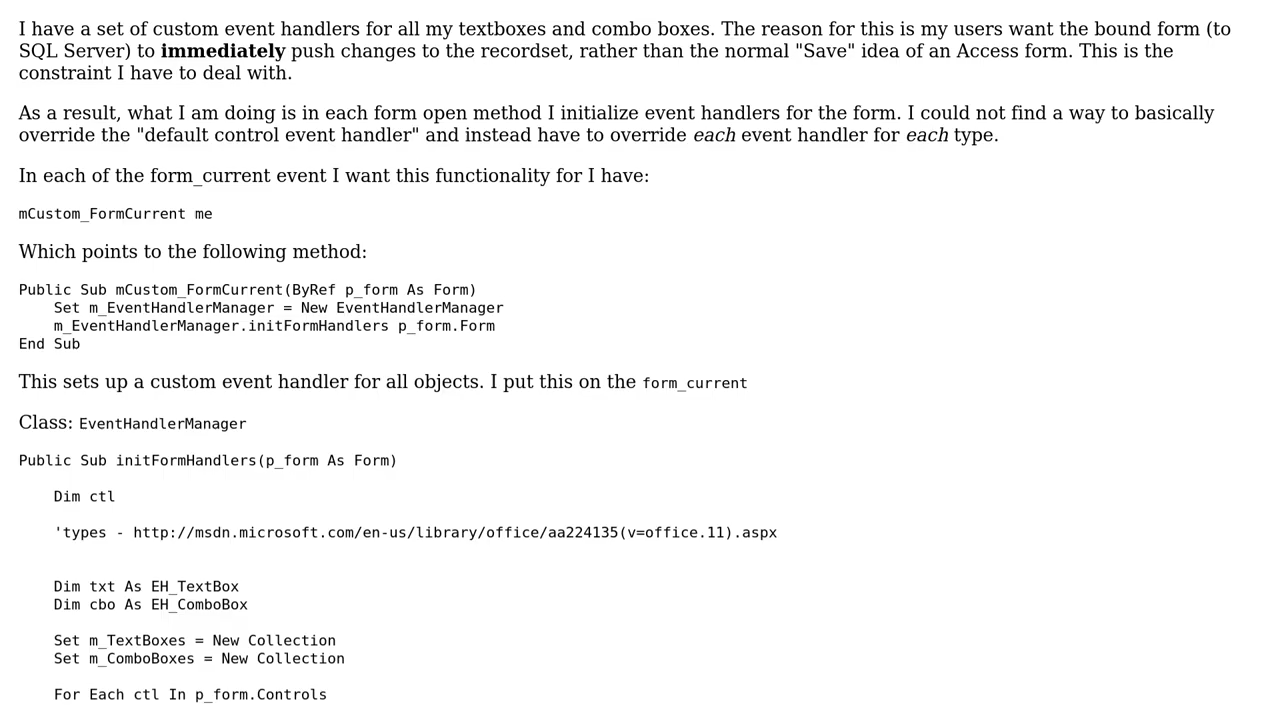 I have a set of custom event handlers for all my textboxes and combo boxes. The reason for this is my users want the bound form (to
SQL Server) to immediately push changes to the recordset, rather than the normal "Save" idea of an Access form. This is the
constraint I have to deal with.
As a result, what I am doing is in each form open method I initialize event handlers for the form. I could not find a way to basically
override the "default control event handler" and instead have to override each event handler for each type.
In each of the form_current event I want this functionality for I have:
mCustom_FormCurrent me
Which points to the following method:
Public Sub mCustom_FormCurrent(ByRef p_form As Form)
    Set m_EventHandlerManager = New EventHandlerManager
    m_EventHandlerManager.initFormHandlers p_form.Form
End Sub
This sets up a custom event handler for all objects. I put this on the form_current
Class: EventHandlerManager
Public Sub initFormHandlers(p_form As Form)
    Dim ctl
    'types - http://msdn.microsoft.com/en-us/library/office/aa224135(v=office.11).aspx
    Dim txt As EH_TextBox
    Dim cbo As EH_ComboBox
    Set m_TextBoxes = New Collection
    Set m_ComboBoxes = New Collection
    For Each ctl In p_form.Controls